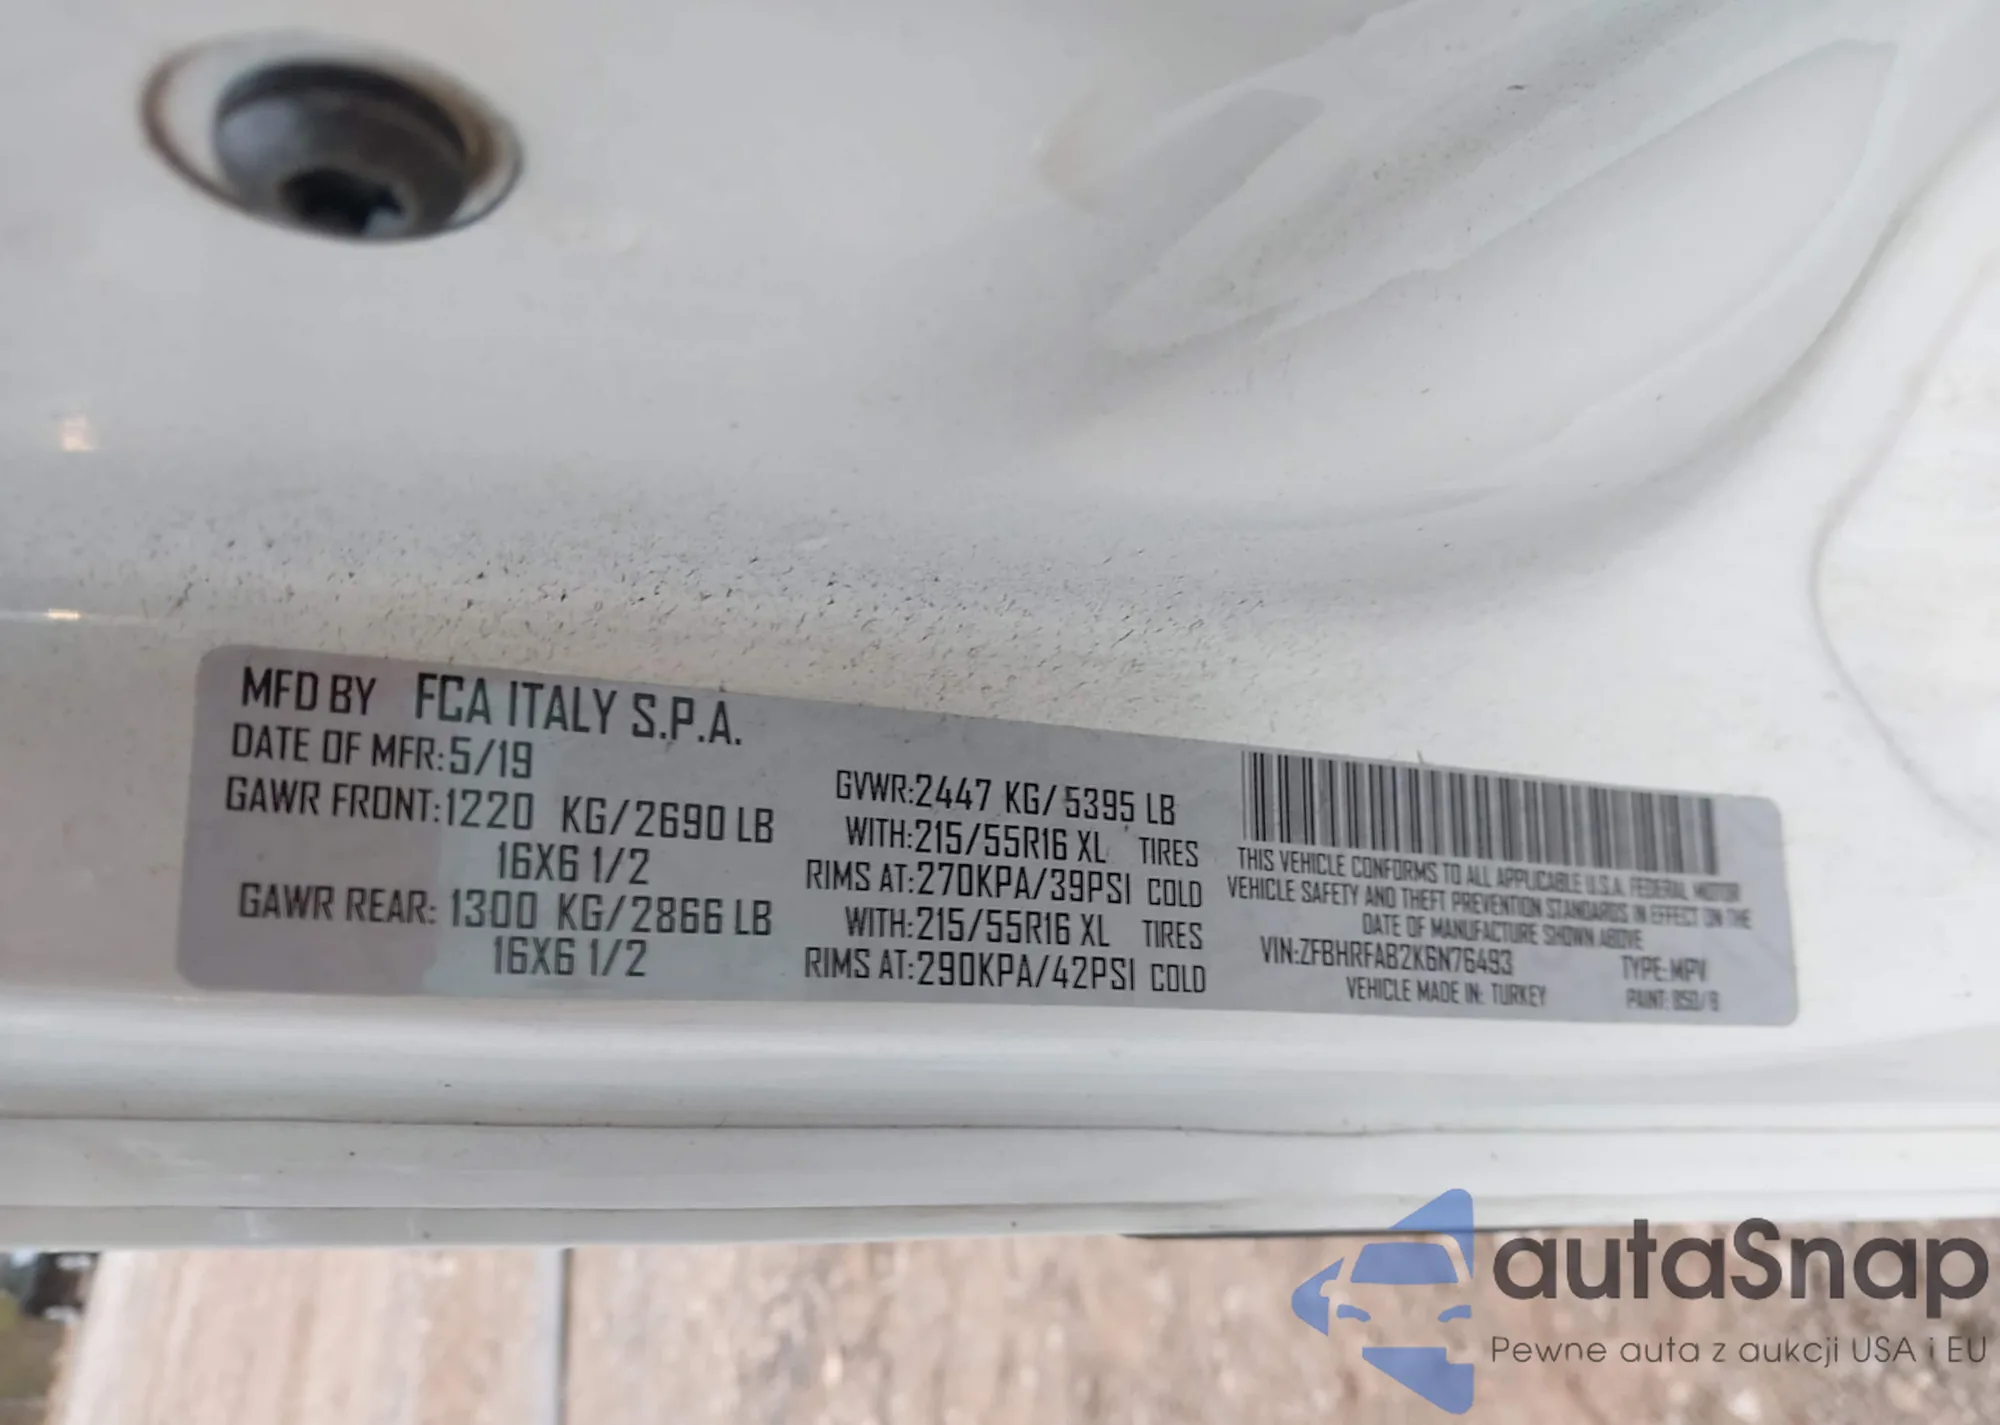 MFD BY FCA ITALY S.P.A.
DATE OF MFR:5/19
GAWR FRONT:1220 KG/2690 LB
16X6 1/2
GAWR REAR: 1300 KG/2866 LB
16X6 1/2
GVWR:2447 KG/ 5395 LB
WITH:215/55R16 XL TIRES
RIMS AT:270KPA/39PSI COLD
WITH:215/55R16 XL TIRES
RIMS AT:290KPA/42PSI COLD
THIS VEHICLE CONFORMS TO ALL APPLICABLE U.S.A. FEDERAL MOTOR
VEHICLE SAFETY AND THEFT PREVENTION STANDARDS IN EFFECT ON THE
DATE OF MANUFACTURE SHOWN ABOVE
VIN:ZFBHRFAB2K6N76493 TYPE:MPV
VEHICLE MADE IN: TURKEY PAINT: 850/B
autaSnap
Pewne auta z aukcji USA i EU